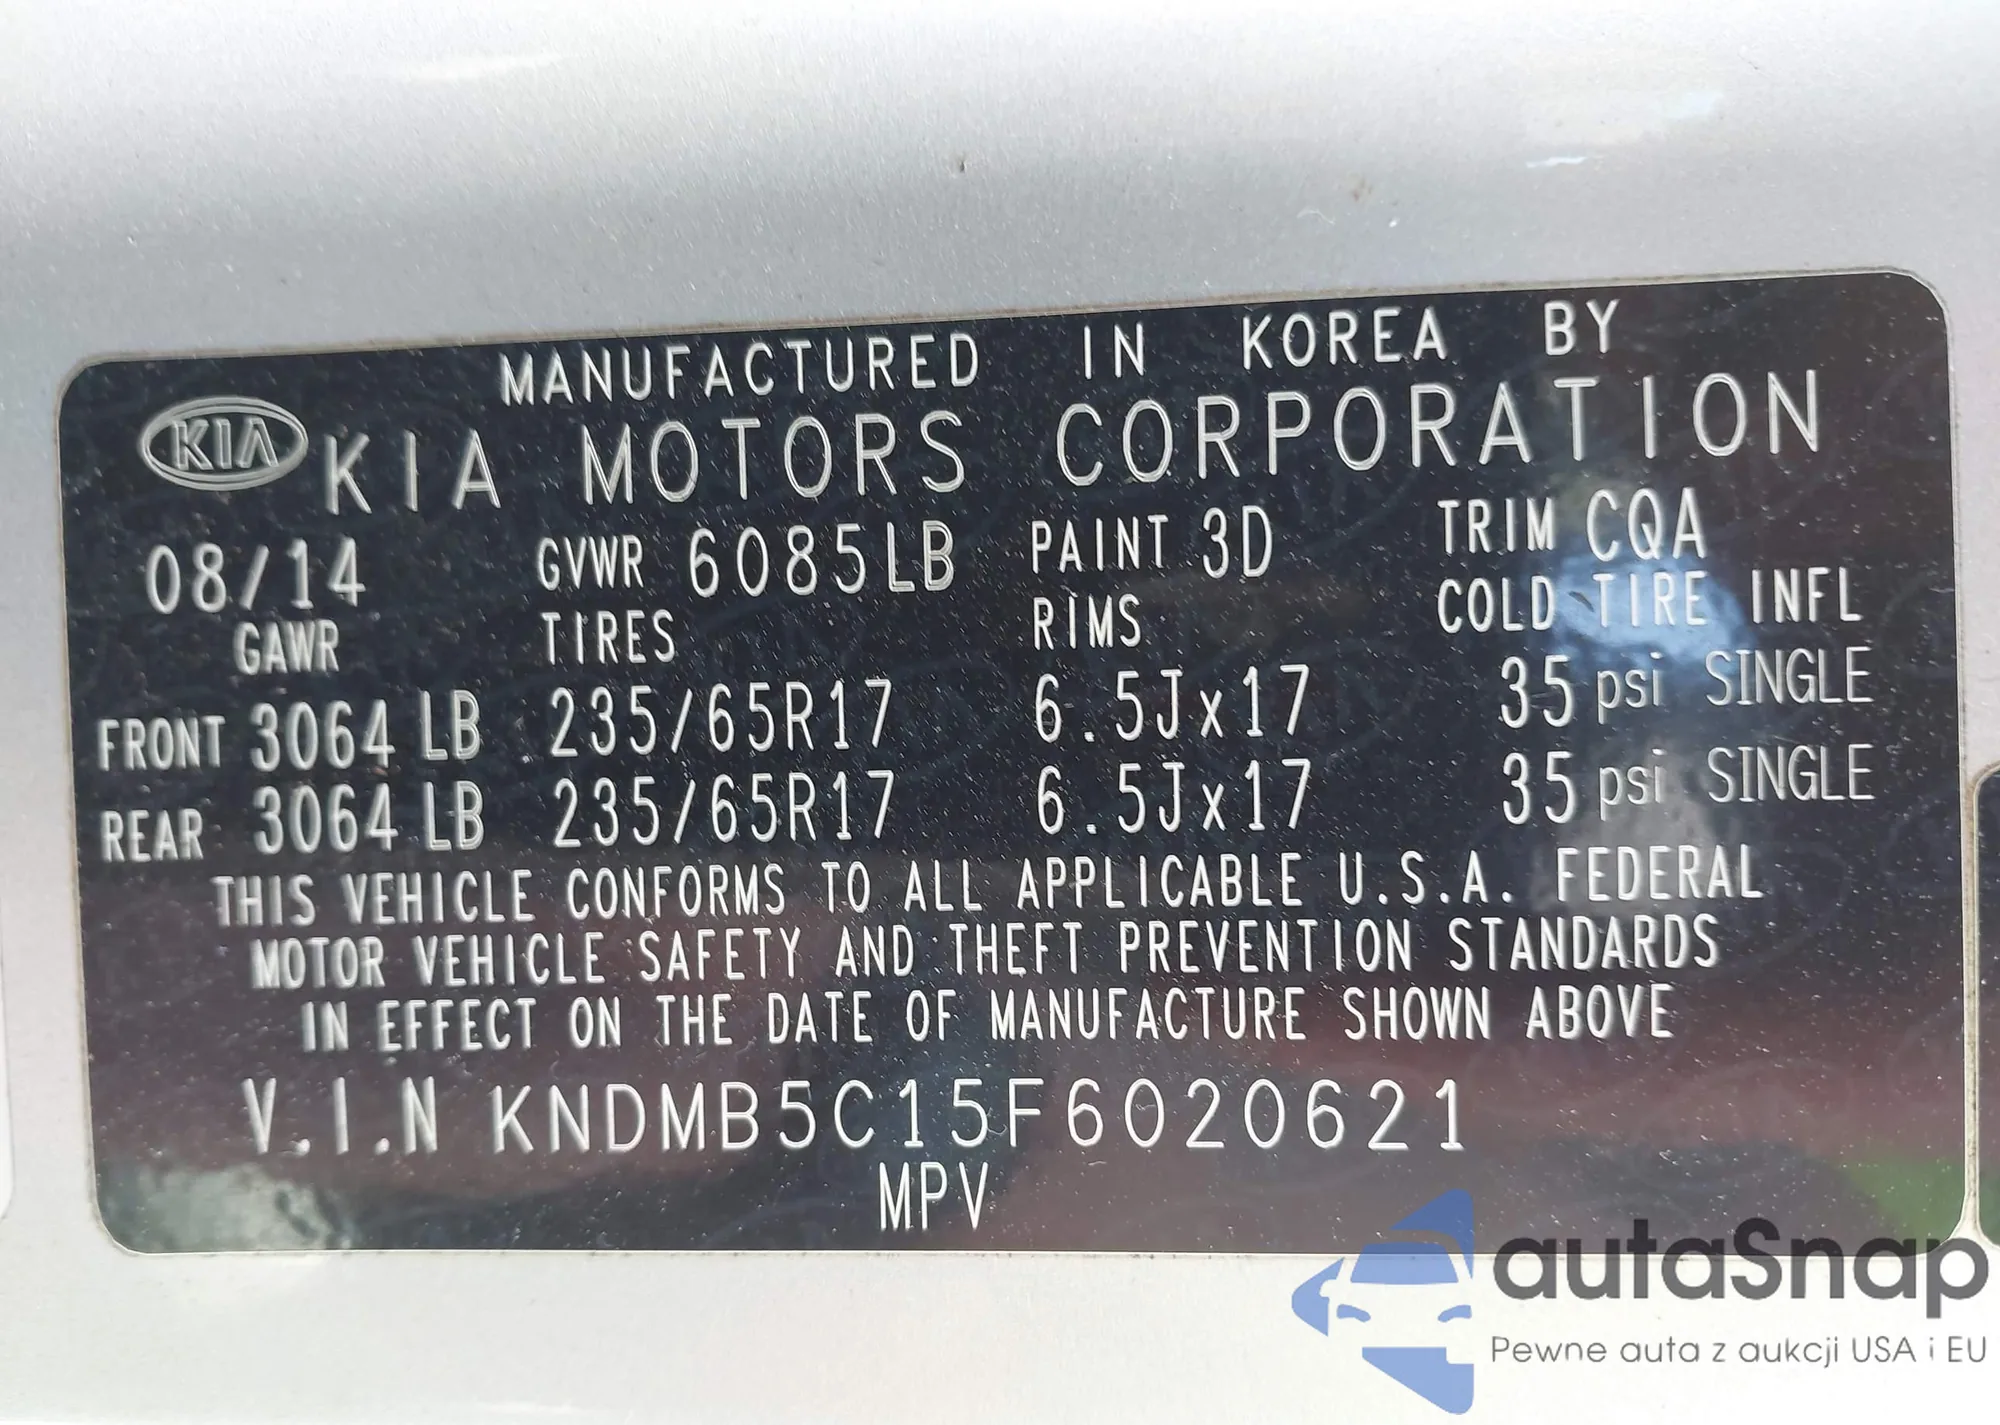 MANUFACTURED IN KOREA BY
KIA KIA MOTORS CORPORATION
08/14 GVWR 6085LB PAINT 3D TRIM CQA
GAWR TIRES RIMS COLD TIRE INFL
FRONT 3064 LB 235/65R17 6.5Jx17 35 psi SINGLE
REAR 3064 LB 235/65R17 6.5Jx17 35 psi SINGLE
THIS VEHICLE CONFORMS TO ALL APPLICABLE U.S.A. FEDERAL
MOTOR VEHICLE SAFETY AND THEFT PREVENTION STANDARDS
IN EFFECT ON THE DATE OF MANUFACTURE SHOWN ABOVE
V.I.N KNDMB5C15F6020621
MPV
autaSnap
Pewne auta z aukcji USA i EU